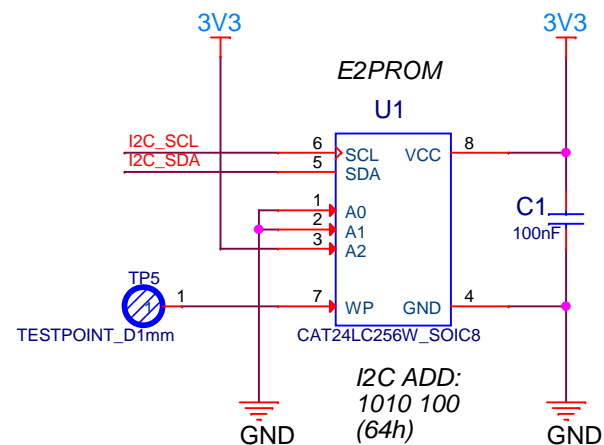 3V3
3V3
E2PROM
U1
I2C_SCL
6
SCL
VCC
8
I2C_SDA
5
SDA
1
A0
2
A1
3
A2
C1
100nF
TP5
1
1
7
WP
GND
4
TESTPOINT_D1mm
CAT24LC256W_SOIC8
I2C ADD:
1010 100
(64h)
GND
GND